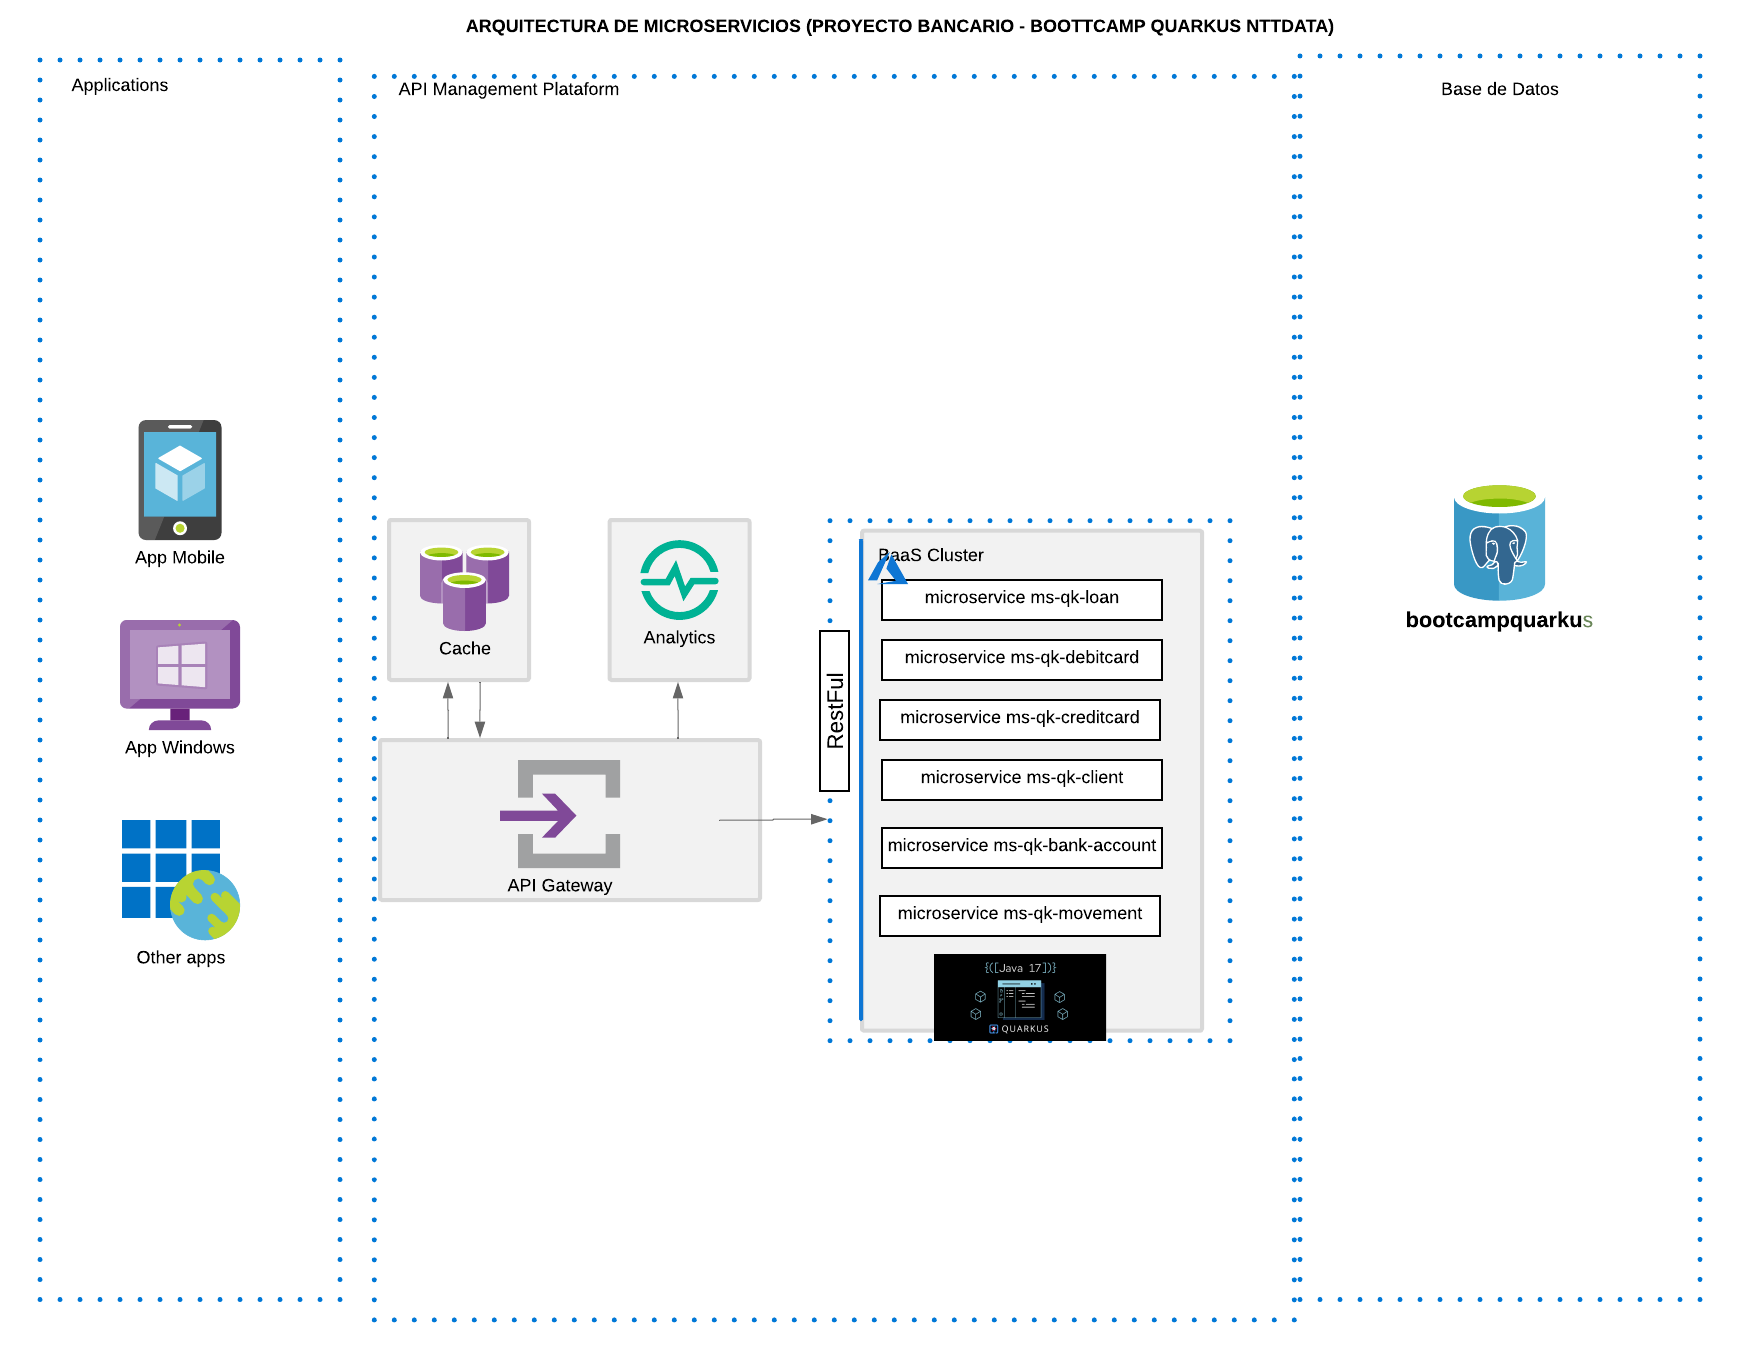 ARQUITECTURA DE MICROSERVICIOS (PROYECTO BANCARIO - BOOTTCAMP QUARKUS NTTDATA)
Applications
App Mobile
App Windows
Other apps
API Management Plataform
Cache
Analytics
API Gateway
RestFul
BaaS Cluster
microservice ms-qk-loan
microservice ms-qk-debitcard
microservice ms-qk-creditcard
microservice ms-qk-client
microservice ms-qk-bank-account
microservice ms-qk-movement
{([Java 17])}
QUARKUS
Base de Datos
bootcampquarkus